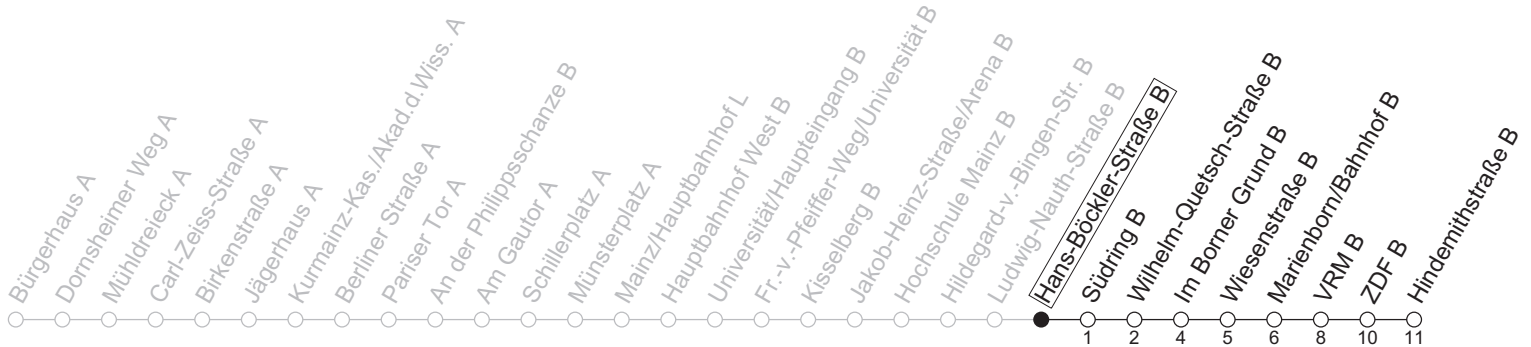 Bürgerhaus A
Dornsheimer Weg A
Mühldreieck A
Carl-Zeiss-Straße A
Birkenstraße A
Jägerhaus A
Kurmainz-Kas./Akad.d.Wiss. A
Berliner Straße A
Pariser Tor A
An der Philippsschanze B
Am Gautor A
Schillerplatz A
Münsterplatz A
Mainz/Hauptbahnhof L
Hauptbahnhof West B
Universität/Haupteingang B
Fr.-v.-Pfeiffer-Weg/Universität B
Kisselberg B
Jakob-Heinz-Straße/Arena B
Hochschule Mainz B
Hildegard-v.-Bingen-Str. B
Ludwig-Nauth-Straße B
Hans-Böckler-Straße B
Südring B
Wilhelm-Quetsch-Straße B
Im Borner Grund B
Wiesenstraße B
Marienborn/Bahnhof B
VRM B
ZDF B
Hindemithstraße B
1 2 4 5 6 8 10 11